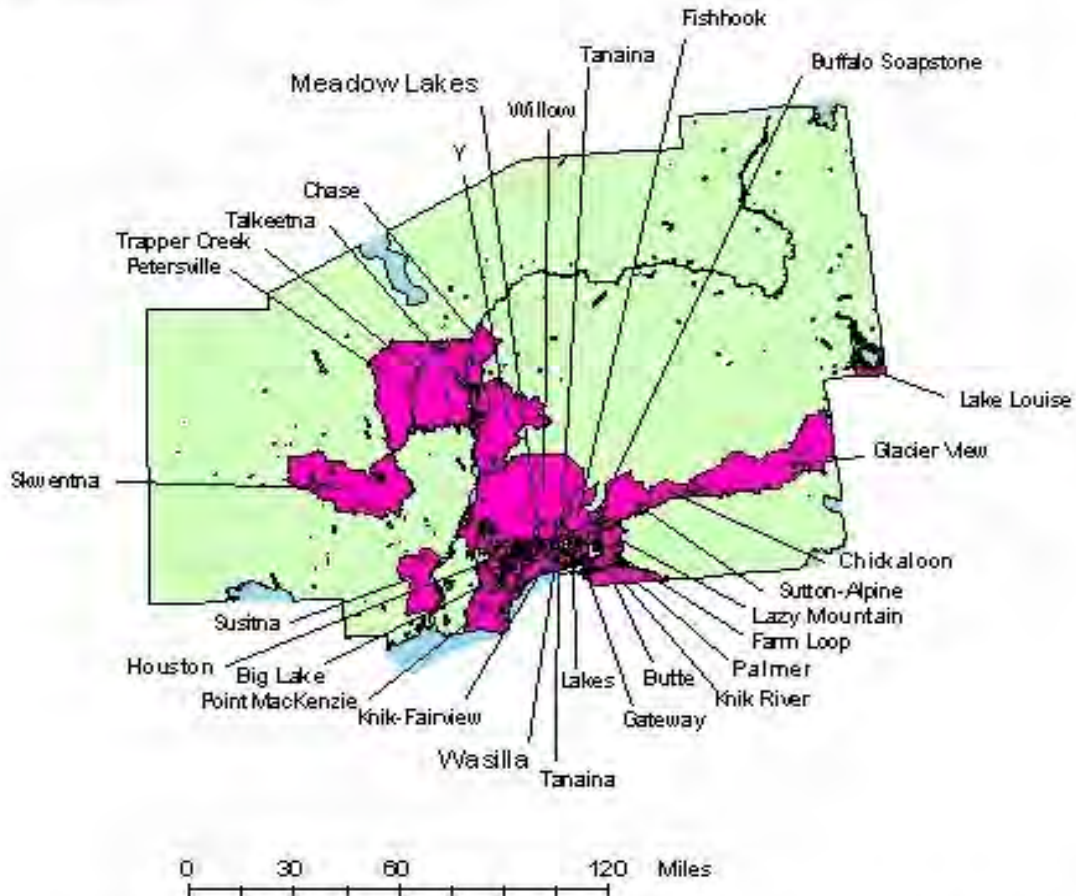 Fishhook
Tanaina
Buffalo Soapstone
Meadow Lakes
Willow
Y
Chase
Talkeetna
Trapper Creek
Petersville
Lake Louise
Glacier View
Skwentna
Chickaloon
Sutton-Alpine
Susitna
Lazy Mountain
Farm Loop
Houston
Big Lake
Lakes
Butte
Palmer
Point MacKenzie
Knik River
Knik-Fairview
Gateway
Wasilla
Tanaina
0 30 60 120 Miles